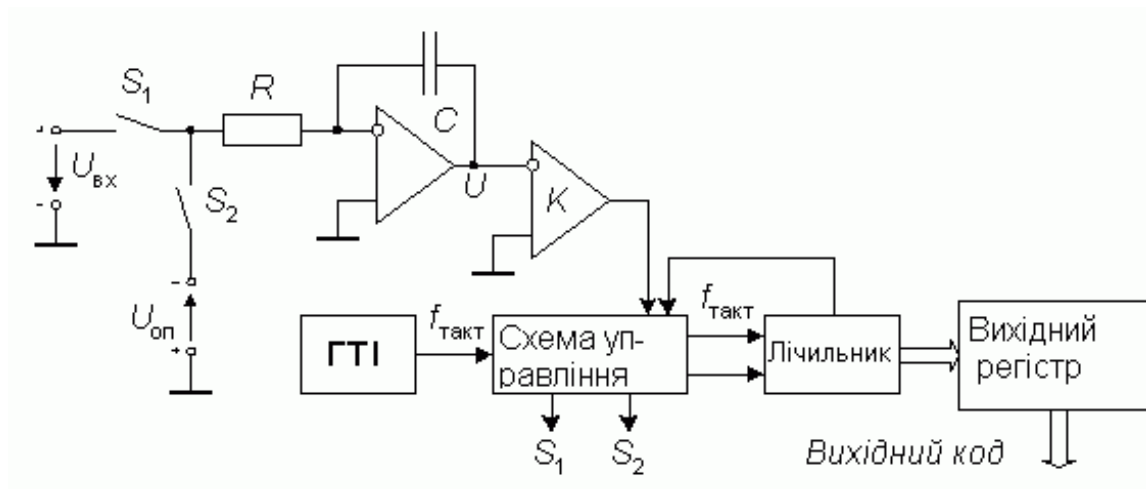 S1
R
C
+
Uвх
-
S2
U
K
-
Uоп
+
ГТІ
fтакт
Схема уп-
равління
fтакт
Лічильник
Вихідний
регістр
S1
S2
Вихідний код